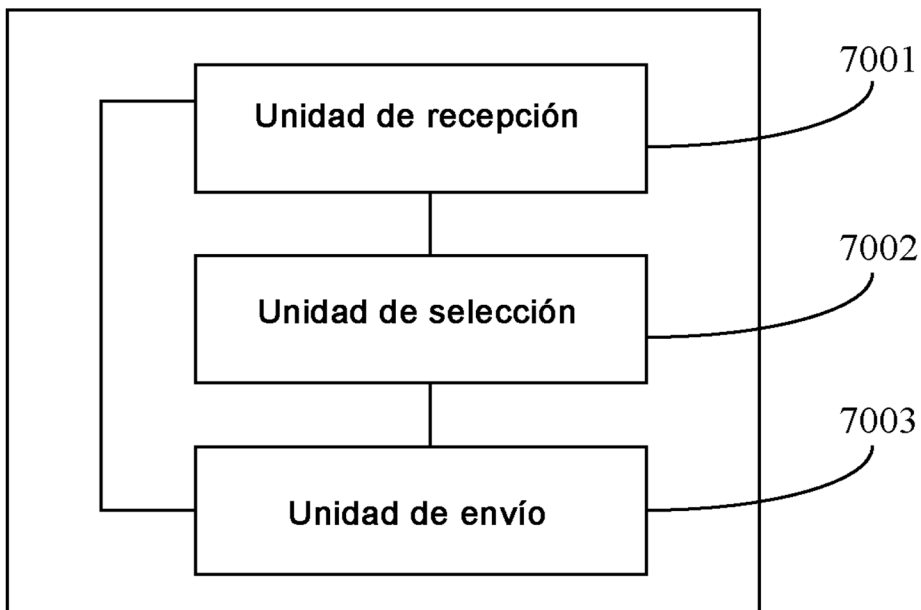 7001
Unidad de recepción
7002
Unidad de selección
7003
Unidad de envío